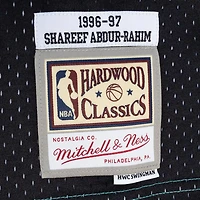 1996-97
SHAREEF ABDUR-RAHIM
NBA
HARDWOOD
CLASSICS
NOSTALGIA CO.
Mitchell & Ness
PHILADELPHIA, PA.
HWC SWINGMAN